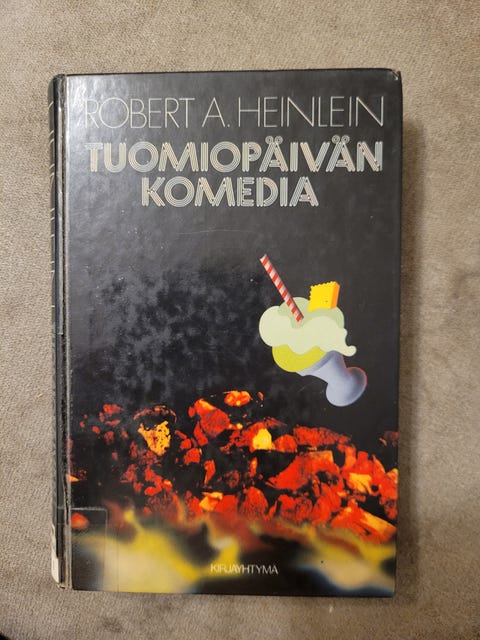 ROBERT A. HEINLEIN
TUOMIOPÄIVÄN
KOMEDIA
KIRJAYHTYMÄ